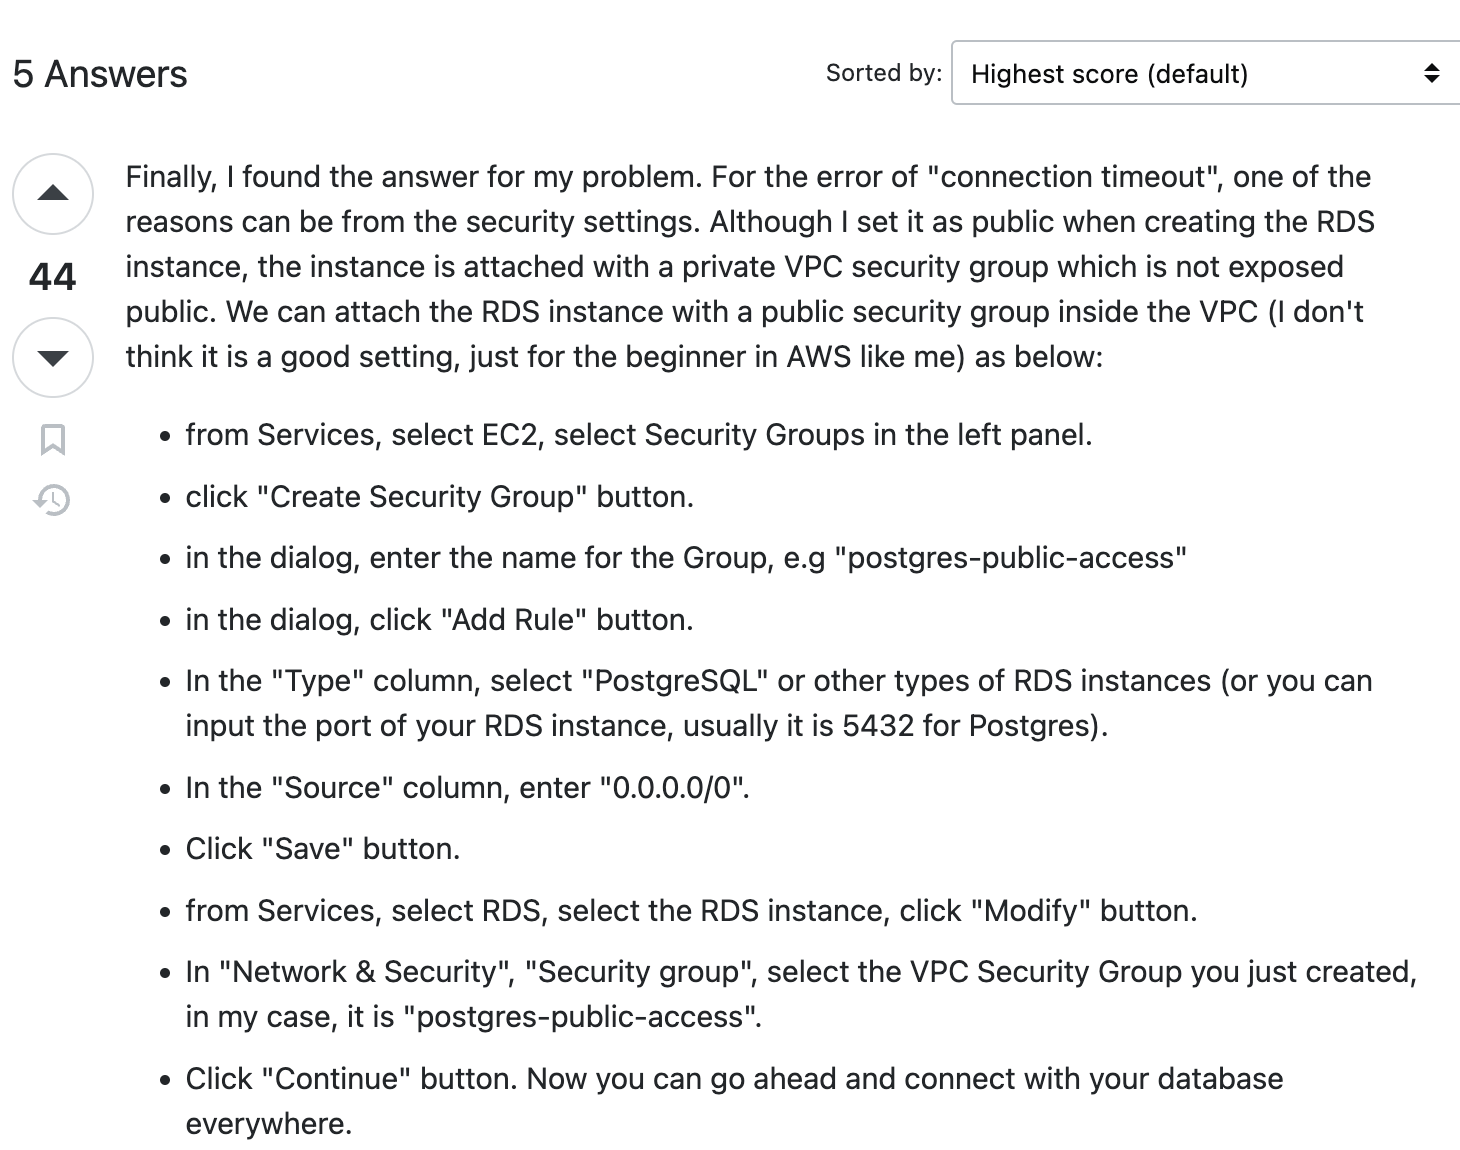 5 Answers
Sorted by:
Highest score (default)
44
Finally, I found the answer for my problem. For the error of "connection timeout", one of the
reasons can be from the security settings. Although I set it as public when creating the RDS
instance, the instance is attached with a private VPC security group which is not exposed
public. We can attach the RDS instance with a public security group inside the VPC (I don't
think it is a good setting, just for the beginner in AWS like me) as below:
• from Services, select EC2, select Security Groups in the left panel.
• click "Create Security Group" button.
• in the dialog, enter the name for the Group, e.g "postgres-public-access"
• in the dialog, click "Add Rule" button.
• In the "Type" column, select "PostgreSQL" or other types of RDS instances (or you can
input the port of your RDS instance, usually it is 5432 for Postgres).
• In the "Source" column, enter "0.0.0.0/0".
• Click "Save" button.
• from Services, select RDS, select the RDS instance, click "Modify" button.
• In "Network & Security", "Security group", select the VPC Security Group you just created,
in my case, it is "postgres-public-access".
• Click "Continue" button. Now you can go ahead and connect with your database
everywhere.